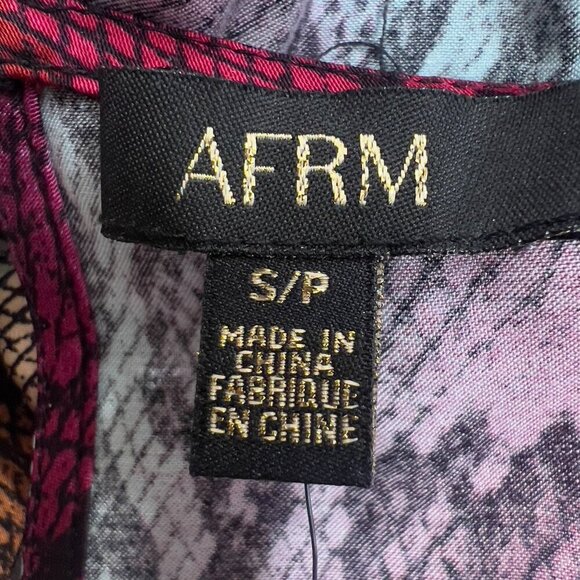 AFRM
S/P
MADE IN
CHINA
FABRIQUE
EN CHINE